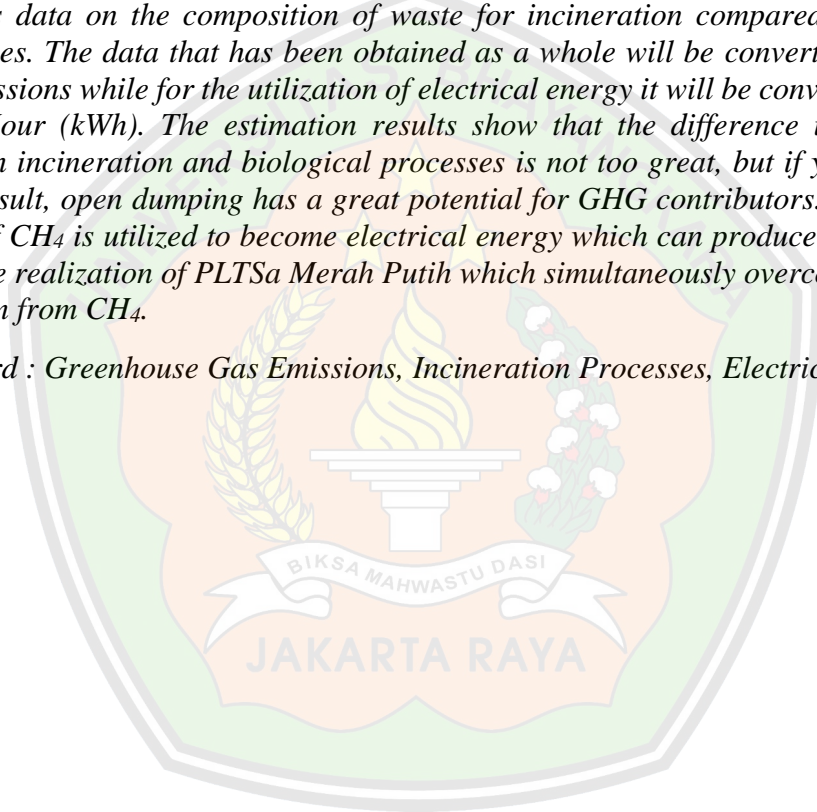 data on the composition of waste for incineration compared
es. The data that has been obtained as a whole will be convert
ssions while for the utilization of electrical energy it will be conv
our (kWh). The estimation results show that the difference i
n incineration and biological processes is not too great, but if y
sult, open dumping has a great potential for GHG contributors.
f CH₄ is utilized to become electrical energy which can produce
e realization of PLTSa Merah Putih which simultaneously overc
n from CH₄.
rd : Greenhouse Gas Emissions, Incineration Processes, Electric
UNIVERSITAS BHAYANGKARA
BIKSA MAHWASTU DASI
JAKARTA RAYA